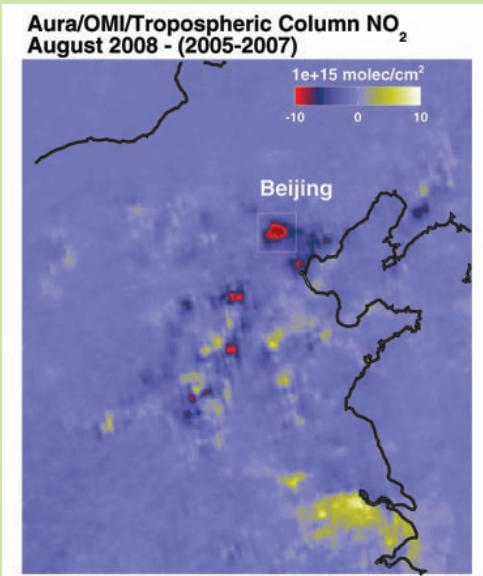 Aura/OMI/Tropospheric Column NO₂
August 2008 - (2005-2007)
1e+15 molec/cm²
-10 0 10
Beijing